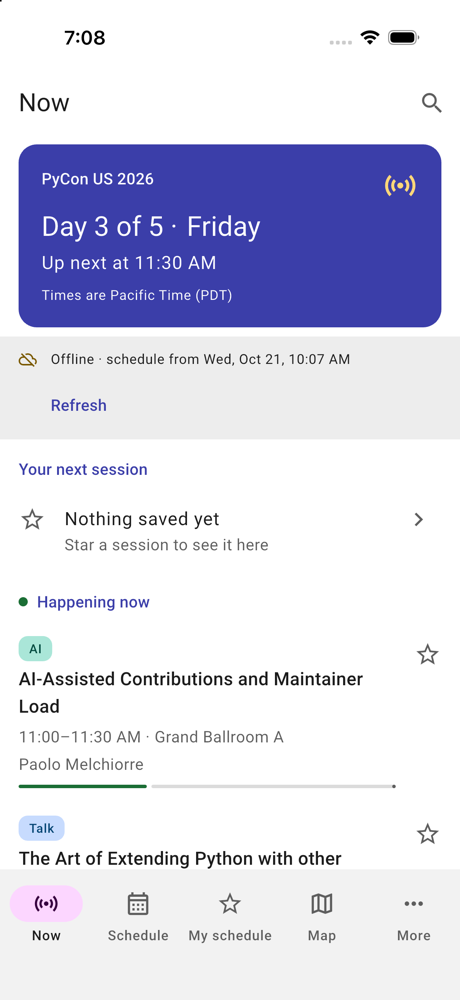 7:08
Now
PyCon US 2026
Day 3 of 5 · Friday
Up next at 11:30 AM
Times are Pacific Time (PDT)
Offline · schedule from Wed, Oct 21, 10:07 AM
Refresh
Your next session
Nothing saved yet
Star a session to see it here
Happening now
AI
AI-Assisted Contributions and Maintainer
Load
11:00–11:30 AM · Grand Ballroom A
Paolo Melchiorre
Talk
The Art of Extending Python with other
Now
Schedule
My schedule
Map
More